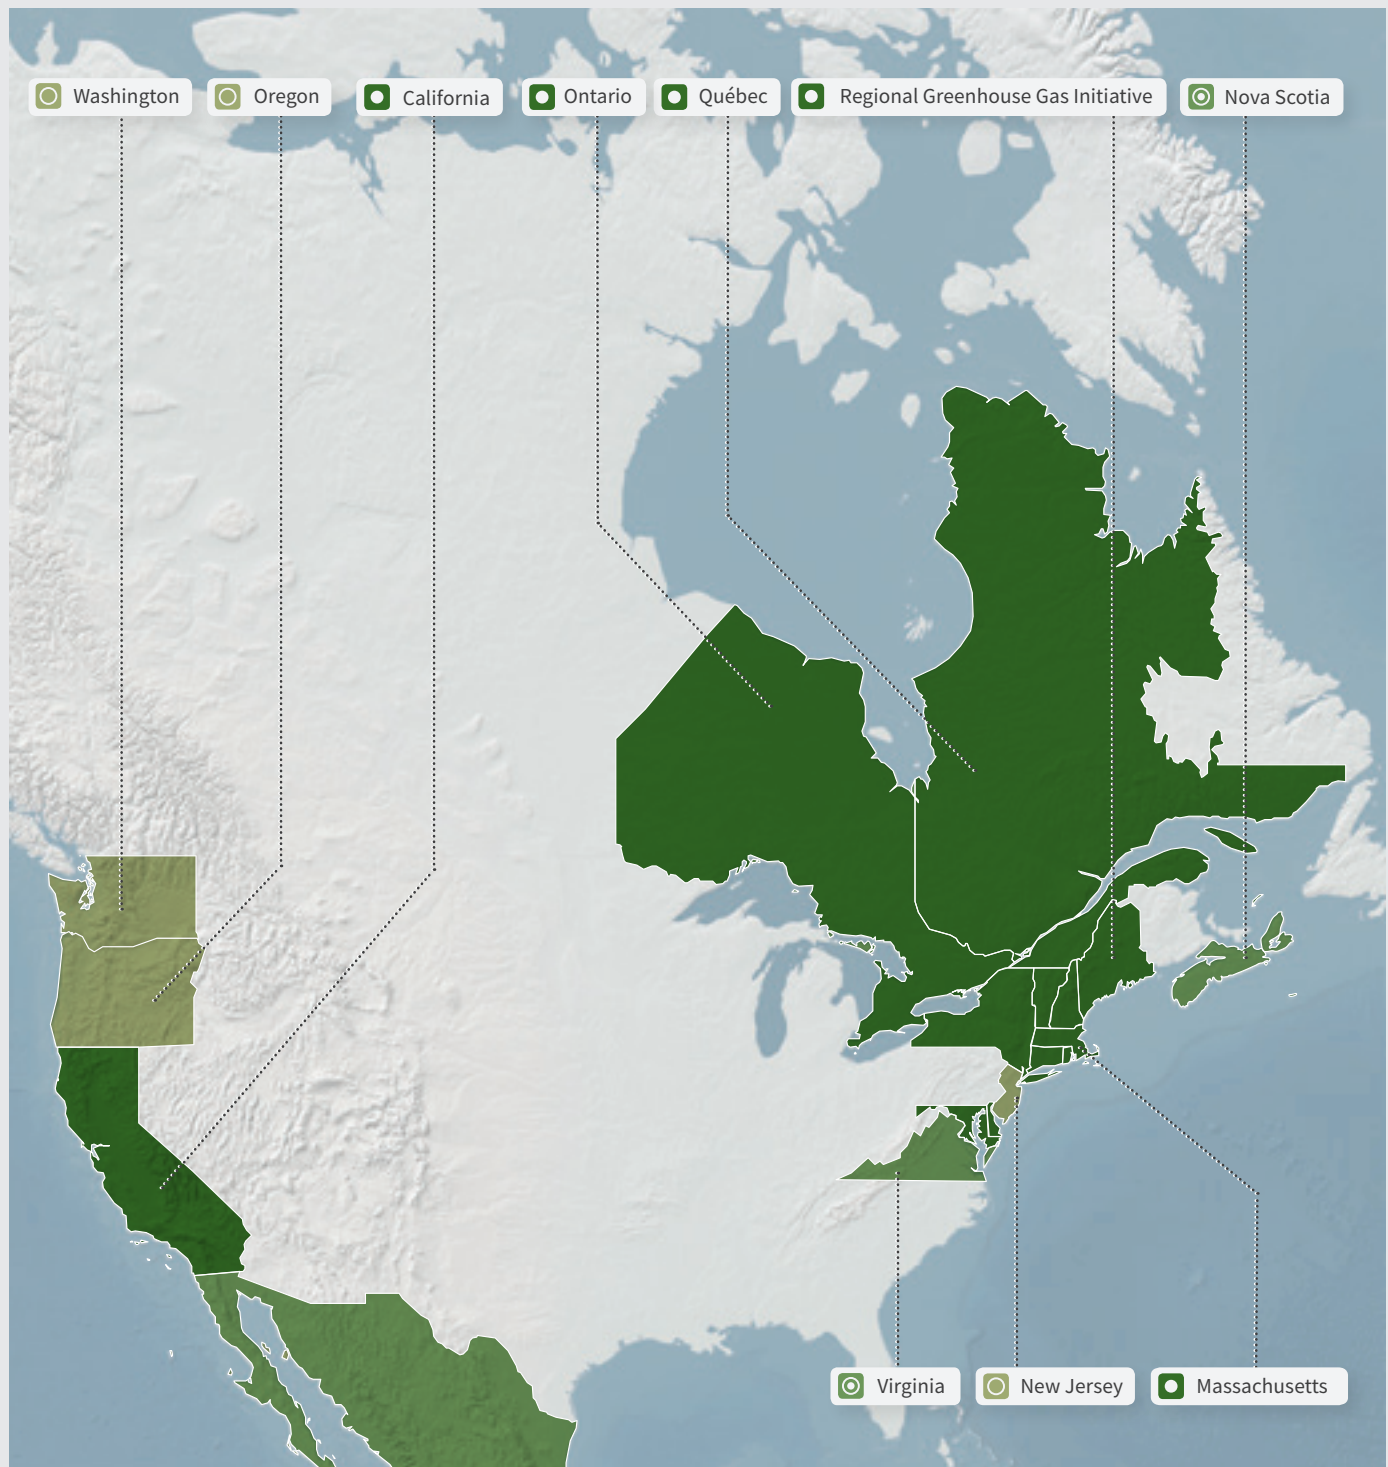 Washington
Oregon
California
Ontario
Québec
Regional Greenhouse Gas Initiative
Nova Scotia
Virginia
New Jersey
Massachusetts